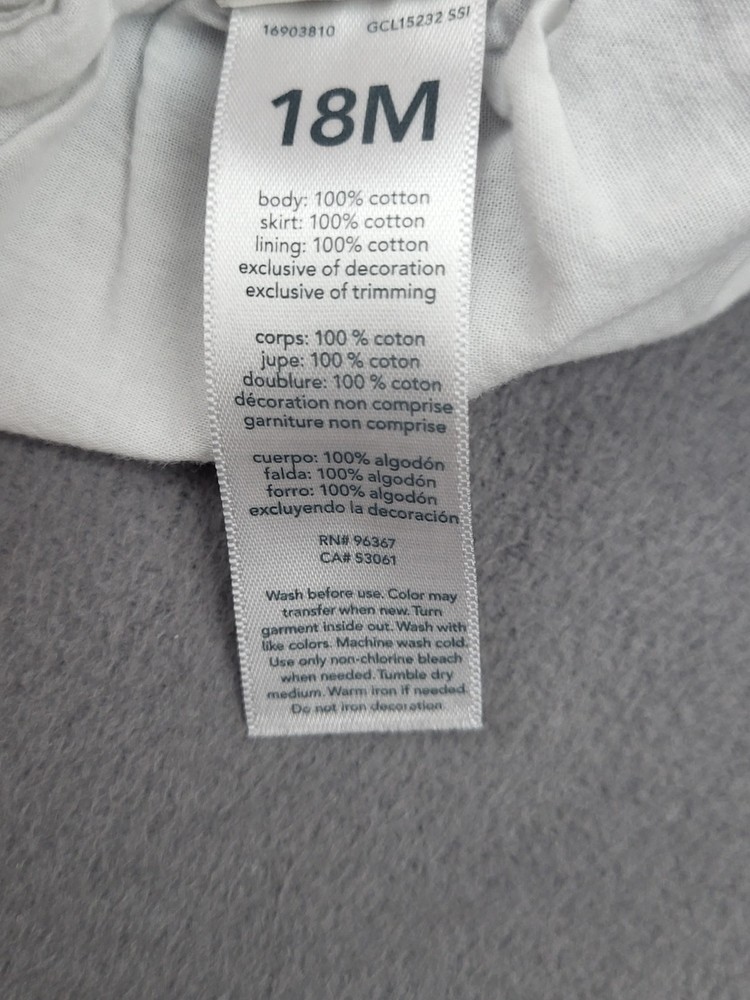 16903810 GCL15232 SSI
18M
body: 100% cotton
skirt: 100% cotton
lining: 100% cotton
exclusive of decoration
exclusive of trimming
corps: 100 % coton
jupe: 100 % coton
doublure: 100 % coton
décoration non comprise
garniture non comprise
cuerpo: 100% algodón
falda: 100% algodón
forro: 100% algodón
excluyendo la decoración
RN# 96367
CA# 53061
Wash before use. Color may
transfer when new. Turn
garment inside out. Wash with
like colors. Machine wash cold.
Use only non-chlorine bleach
when needed. Tumble dry
medium. Warm iron if needed.
Do not iron decoration.